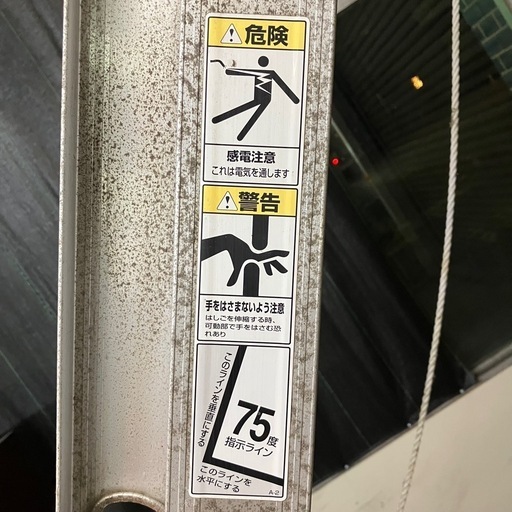 危険
感電注意
これは電気を通します
警告
手をはさまないよう注意
はしごを伸縮する時、
可動部で手をはさむ恐
れあり
このラインを垂直にする
75度
指示ライン
このラインを
水平にする
A-2